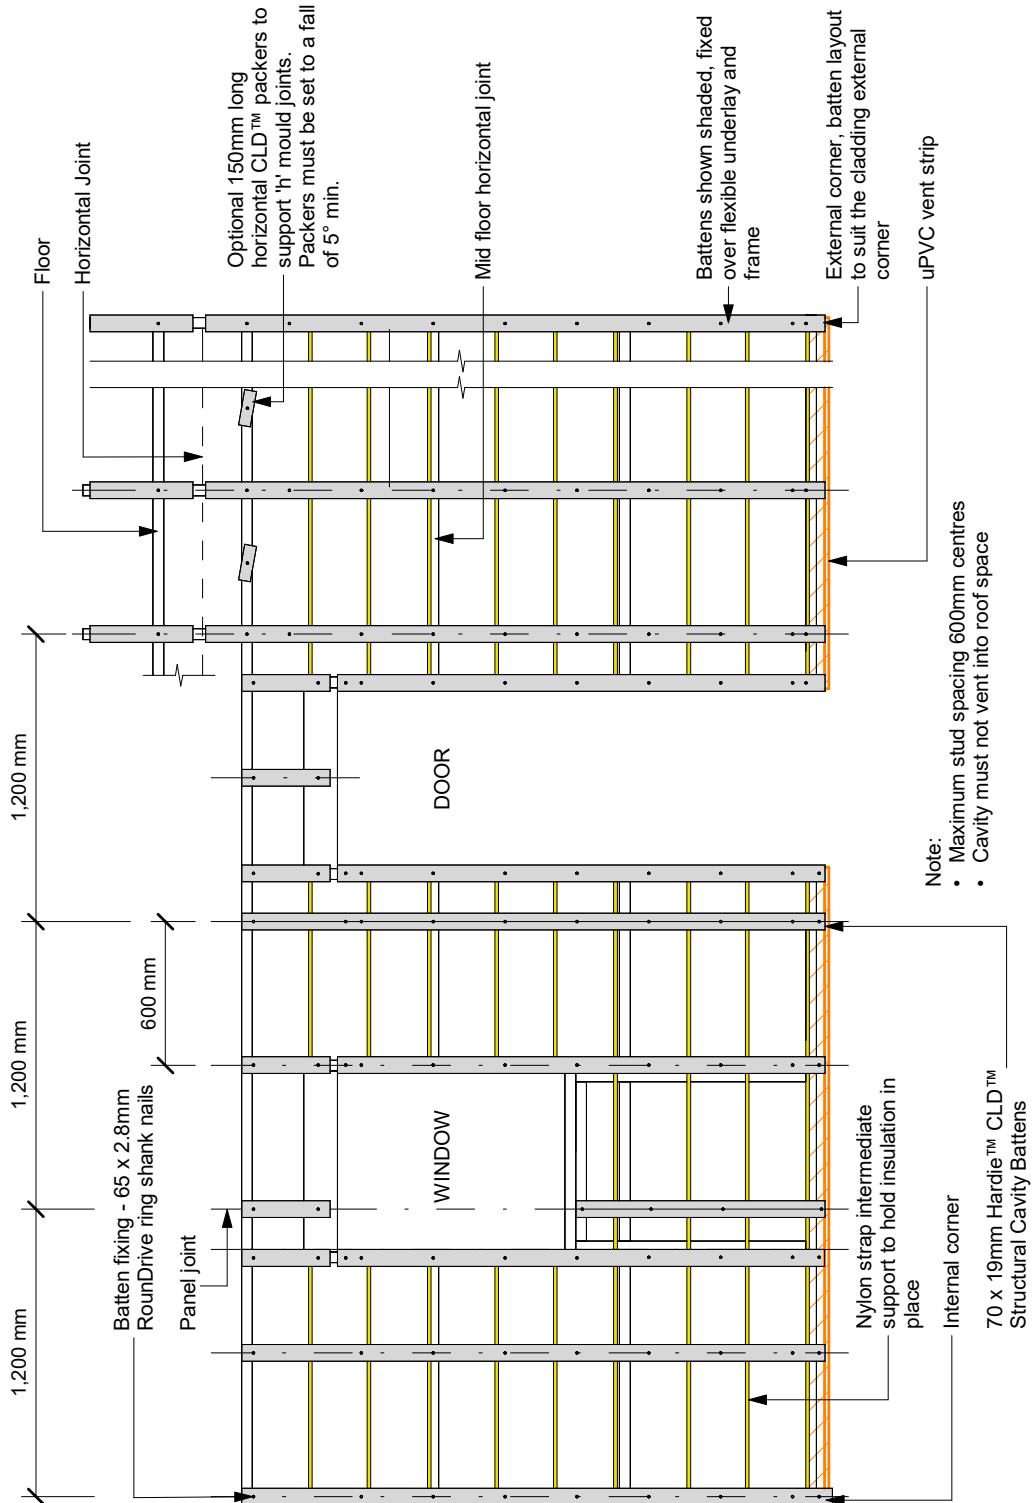 1,200 mm
1,200 mm
1,200 mm
600 mm
Batten fixing - 65 x 2.8mm
RounDrive ring shank nails
Panel joint
Floor
Horizontal Joint
Optional 150mm long
horizontal CLD™ packers to
support 'h' mould joints.
Packers must be set to a fall
of 5° min.
Mid floor horizontal joint
Battens shown shaded, fixed
over flexible underlay and
frame
External corner, batten layout
to suit the cladding external
corner
uPVC vent strip
WINDOW
DOOR
Nylon strap intermediate
support to hold insulation in
place
Internal corner
70 x 19mm Hardie™ CLD™
Structural Cavity Battens
Note:
• Maximum stud spacing 600mm centres
• Cavity must not vent into roof space